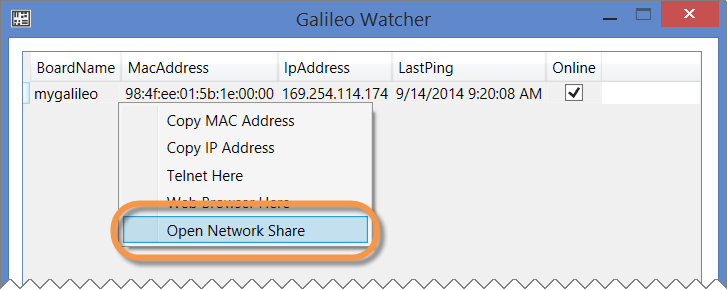 Galileo Watcher
BoardName MacAddress IpAddress LastPing Online
mygalileo 98:4f:ee:01:5b:1e:00:00 169.254.114.174 9/14/2014 9:20:08 AM
Copy MAC Address
Copy IP Address
Telnet Here
Web Browser Here
Open Network Share